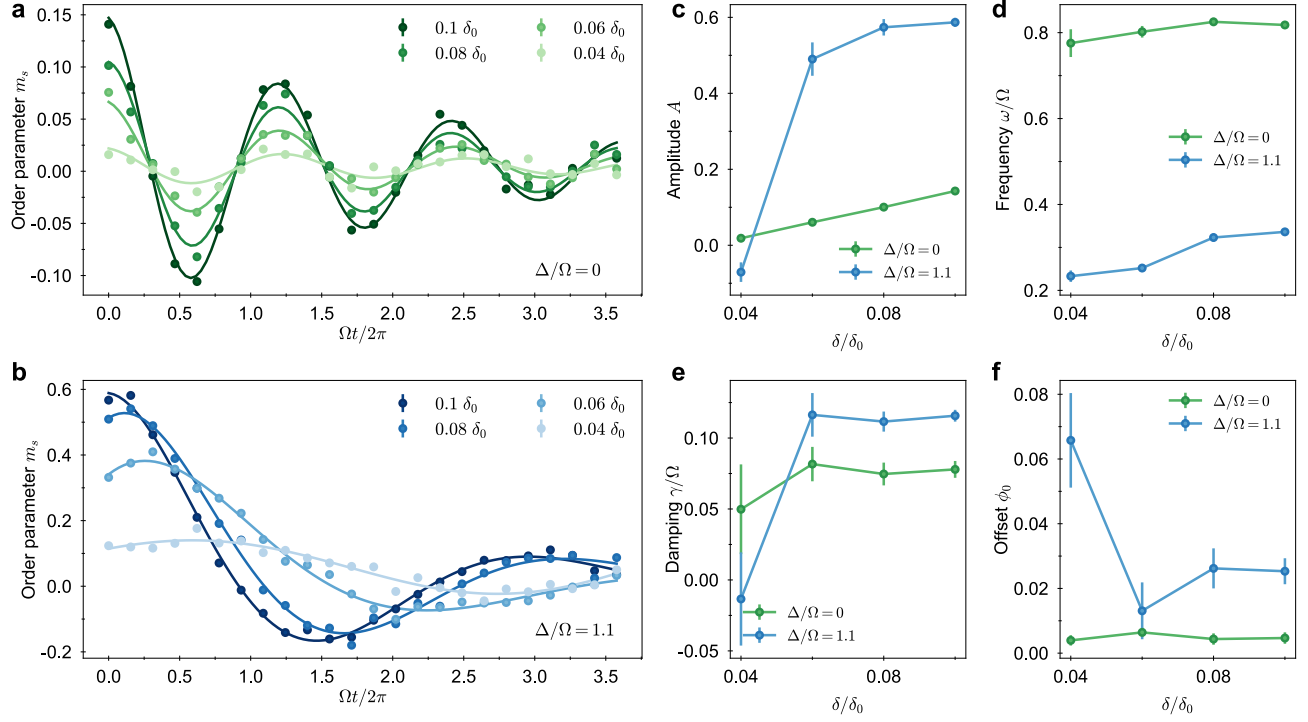 a
0.15
0.10
0.05
0.00
-0.05
-0.10
Order parameter mₛ
0.1 δ₀
0.08 δ₀
0.06 δ₀
0.04 δ₀
Δ/Ω = 0
0.0 0.5 1.0 1.5 2.0 2.5 3.0 3.5
Ωt/2π
c
0.6
0.4
0.2
0.0
Amplitude A
Δ/Ω = 0
Δ/Ω = 1.1
0.04 0.08
δ/δ₀
d
0.8
0.6
0.4
0.2
Frequency ω/Ω
Δ/Ω = 0
Δ/Ω = 1.1
0.04 0.08
δ/δ₀
b
0.6
0.4
0.2
0.0
-0.2
Order parameter mₛ
0.1 δ₀
0.08 δ₀
0.06 δ₀
0.04 δ₀
Δ/Ω = 1.1
0.0 0.5 1.0 1.5 2.0 2.5 3.0 3.5
Ωt/2π
e
0.10
0.05
0.00
-0.05
Damping γ/Ω
Δ/Ω = 0
Δ/Ω = 1.1
0.04 0.08
δ/δ₀
f
0.08
0.06
0.04
0.02
0.00
Offset ϕ₀
Δ/Ω = 0
Δ/Ω = 1.1
0.04 0.08
δ/δ₀